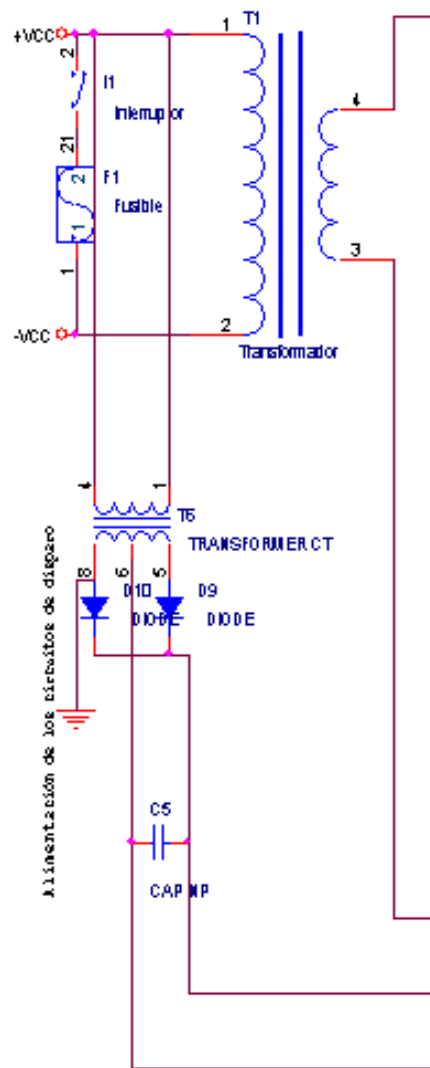 T1
+VCC
1
2
I1
Interruptor
4
21
2
F1
Fusible
1
3
1
2
-VCC
Transformador
4
1
T6
TRANSFORMER CT
8
6
5
D10
D9
DIODE
DIODE
Alimentación de los circuitos de disparo
C5
CAP NP